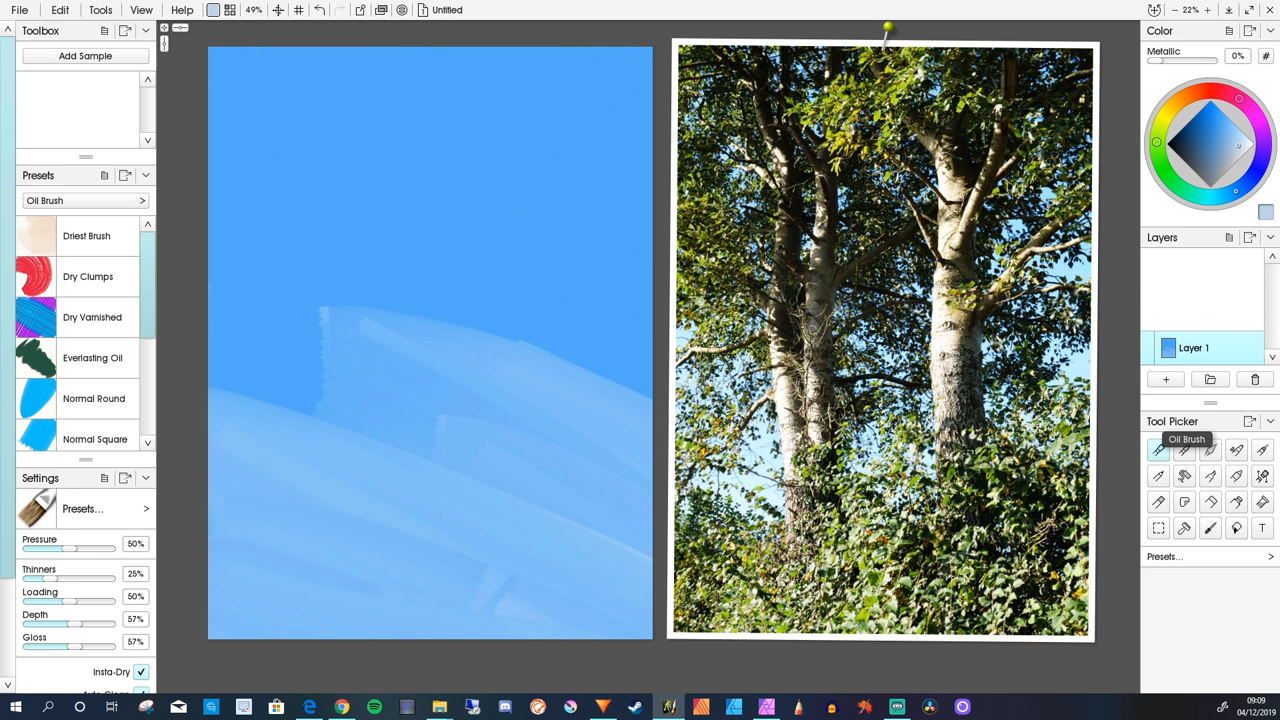 File Edit Tools View Help 49% Untitled 22%
Toolbox
Add Sample
Presets
Oil Brush >
Driest Brush
Dry Clumps
Dry Varnished
Everlasting Oil
Normal Round
Normal Square
Settings
Presets... >
Pressure 50%
Thinners 25%
Loading 50%
Depth 57%
Gloss 57%
Insta-Dry
Color
Metallic
0% #
Layers
Layer 1
Tool Picker
Oil Brush
T
Presets... >
09:09
04/12/2019